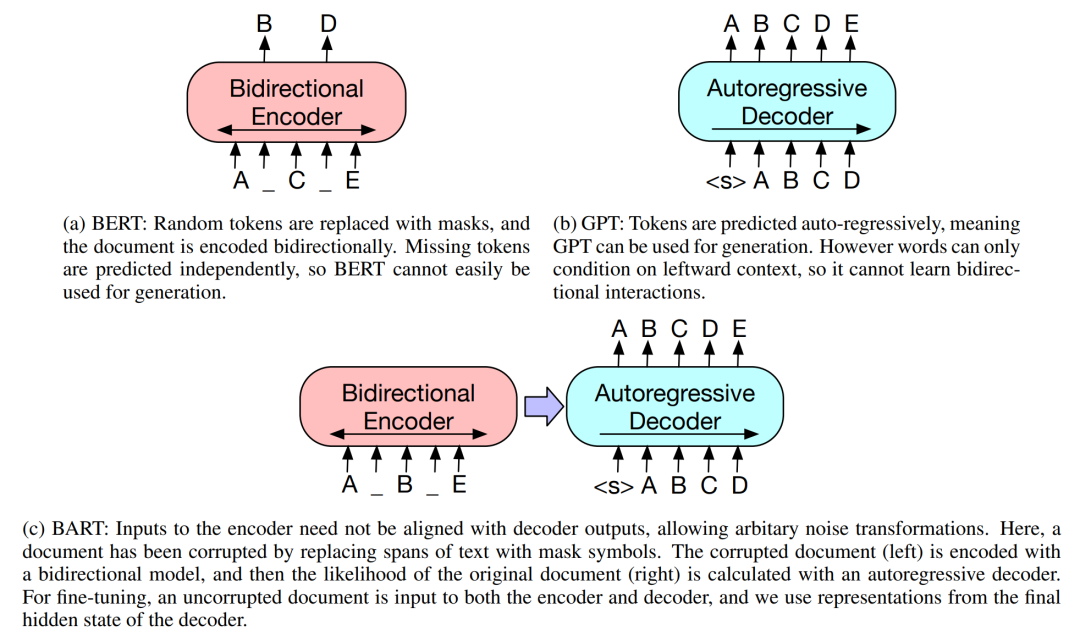 B D
Bidirectional
Encoder
A _ C _ E
(a) BERT: Random tokens are replaced with masks, and
the document is encoded bidirectionally. Missing tokens
are predicted independently, so BERT cannot easily be
used for generation.
A B C D E
Autoregressive
Decoder
<s> A B C D
(b) GPT: Tokens are predicted auto-regressively, meaning
GPT can be used for generation. However words can only
condition on leftward context, so it cannot learn bidirec-
tional interactions.
Bidirectional
Encoder
A _ B _ E
A B C D E
Autoregressive
Decoder
<s> A B C D
(c) BART: Inputs to the encoder need not be aligned with decoder outputs, allowing arbitary noise transformations. Here, a
document has been corrupted by replacing spans of text with mask symbols. The corrupted document (left) is encoded with
a bidirectional model, and then the likelihood of the original document (right) is calculated with an autoregressive decoder.
For fine-tuning, an uncorrupted document is input to both the encoder and decoder, and we use representations from the final
hidden state of the decoder.